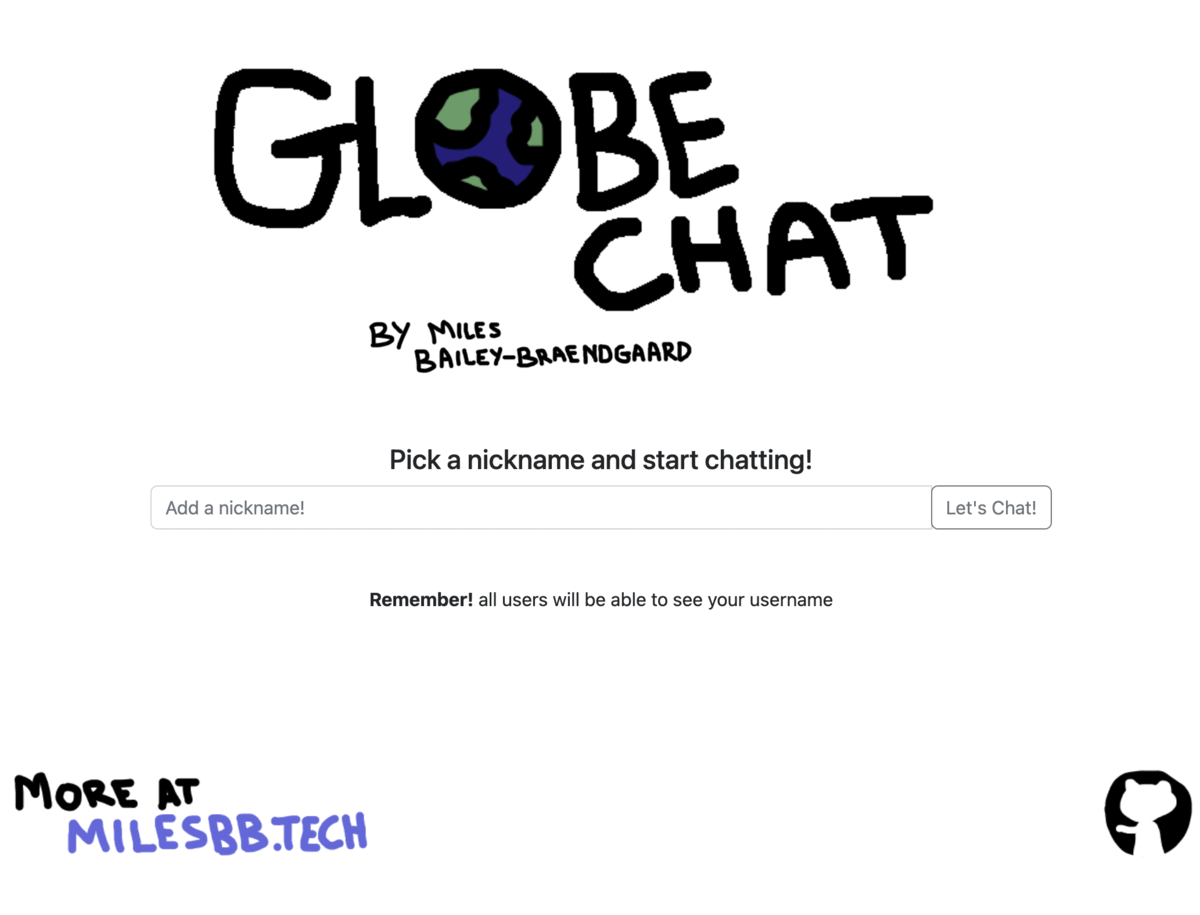 GLOBE
CHAT
BY MILES
BAILEY-BRAENDGAARD
Pick a nickname and start chatting!
Add a nickname!
Let's Chat!
Remember! all users will be able to see your username
MORE AT
MILESBB.TECH